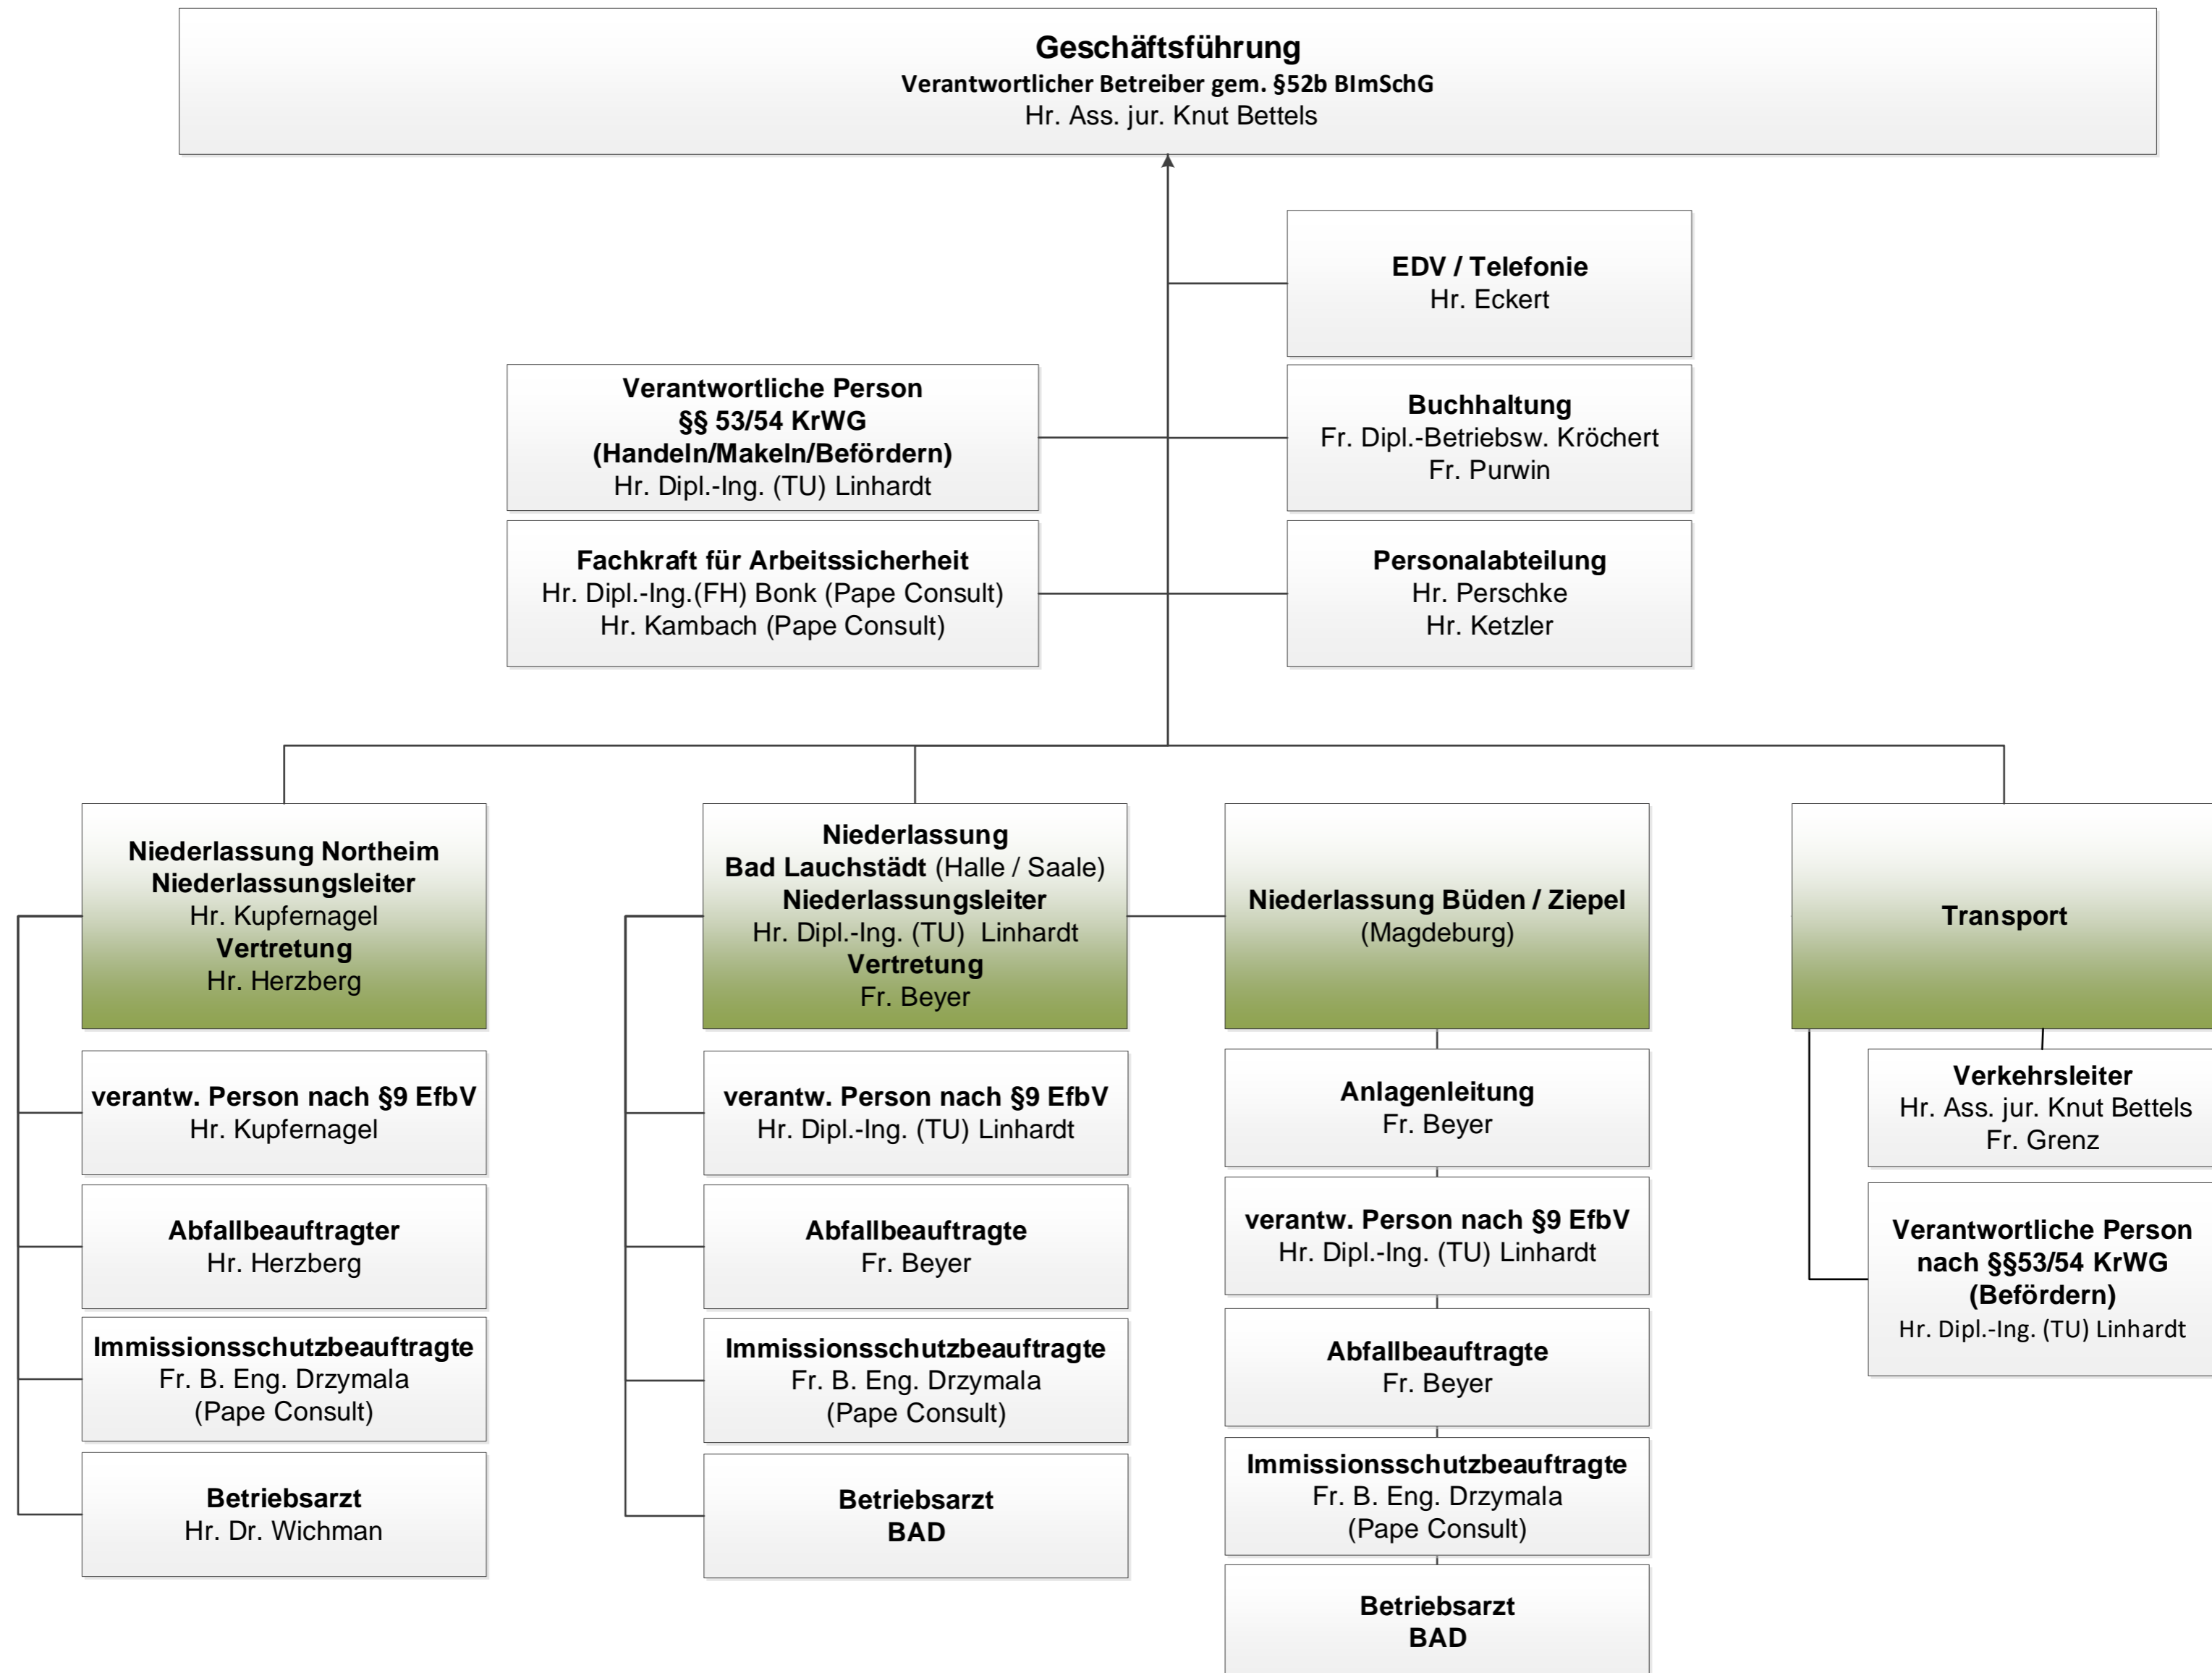 Geschäftsführung
Verantwortlicher Betreiber gem. §52b BImSchG
Hr. Ass. jur. Knut Bettels
EDV / Telefonie
Hr. Eckert
Verantwortliche Person
§§ 53/54 KrWG
(Handeln/Makeln/Befördern)
Hr. Dipl.-Ing. (TU) Linhardt
Buchhaltung
Fr. Dipl.-Betriebsw. Kröchert
Fr. Purwin
Fachkraft für Arbeitssicherheit
Hr. Dipl.-Ing.(FH) Bonk (Pape Consult)
Hr. Kambach (Pape Consult)
Personalabteilung
Hr. Perschke
Hr. Ketzler
Niederlassung Northeim
Niederlassungsleiter
Hr. Kupfernagel
Vertretung
Hr. Herzberg
verantw. Person nach §9 EfbV
Hr. Kupfernagel
Abfallbeauftragter
Hr. Herzberg
Immissionsschutzbeauftragte
Fr. B. Eng. Drzymala
(Pape Consult)
Betriebsarzt
Hr. Dr. Wichman
Niederlassung
Bad Lauchstädt (Halle / Saale)
Niederlassungsleiter
Hr. Dipl.-Ing. (TU) Linhardt
Vertretung
Fr. Beyer
verantw. Person nach §9 EfbV
Hr. Dipl.-Ing. (TU) Linhardt
Abfallbeauftragte
Fr. Beyer
Immissionsschutzbeauftragte
Fr. B. Eng. Drzymala
(Pape Consult)
Betriebsarzt
BAD
Niederlassung Büden / Ziepel
(Magdeburg)
Anlagenleitung
Fr. Beyer
verantw. Person nach §9 EfbV
Hr. Dipl.-Ing. (TU) Linhardt
Abfallbeauftragte
Fr. Beyer
Immissionsschutzbeauftragte
Fr. B. Eng. Drzymala
(Pape Consult)
Betriebsarzt
BAD
Transport
Verkehrsleiter
Hr. Ass. jur. Knut Bettels
Fr. Grenz
Verantwortliche Person
nach §§53/54 KrWG
(Befördern)
Hr. Dipl.-Ing. (TU) Linhardt